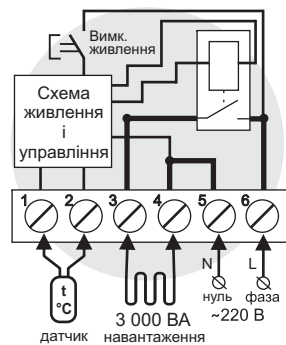 Вимк.
живлення
Схема
живлення
і
управління
1 2 3 4 5 6
t
°C
N L
нуль фаза
~220 В
3 000 ВА
датчик навантаження